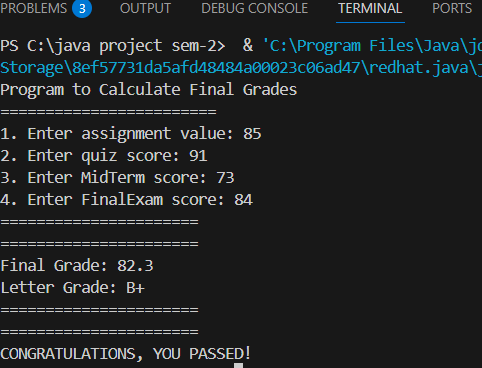 PROBLEMS 3 OUTPUT DEBUG CONSOLE TERMINAL PORTS
PS C:\java project sem-2>  & 'C:\Program Files\Java\
Storage\8ef57731da5afd48484a00023c06ad47\redhat.java\
Program to Calculate Final Grades
========================
1. Enter assignment value: 85
2. Enter quiz score: 91
3. Enter MidTerm score: 73
4. Enter FinalExam score: 84
======================
======================
Final Grade: 82.3
Letter Grade: B+
======================
======================
CONGRATULATIONS, YOU PASSED!